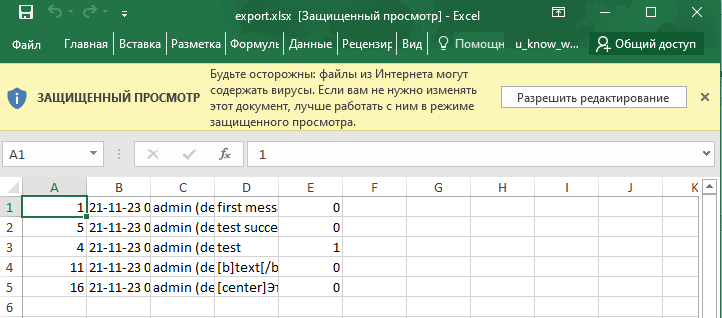 export.xlsx [Защищенный просмотр] - Excel
Файл Главная Вставка Разметка Формулы Данные Рецензир Вид Помощн u_know_w... Общий доступ
ЗАЩИЩЕННЫЙ ПРОСМОТР
Будьте осторожны: файлы из Интернета могут
содержать вирусы. Если вам не нужно изменять
этот документ, лучше работать с ним в режиме
защищенного просмотра.
Разрешить редактирование
A1 fx 1
A B C D E F G H I J K
1 1 21-11-23 0 admin (de first mess 0
2 5 21-11-23 0 admin (de test succe 0
3 4 21-11-23 0 admin (de test 1
4 11 21-11-23 0 admin (de [b]text[/b 0
5 16 21-11-23 0 admin (de [center]Эт 0
6